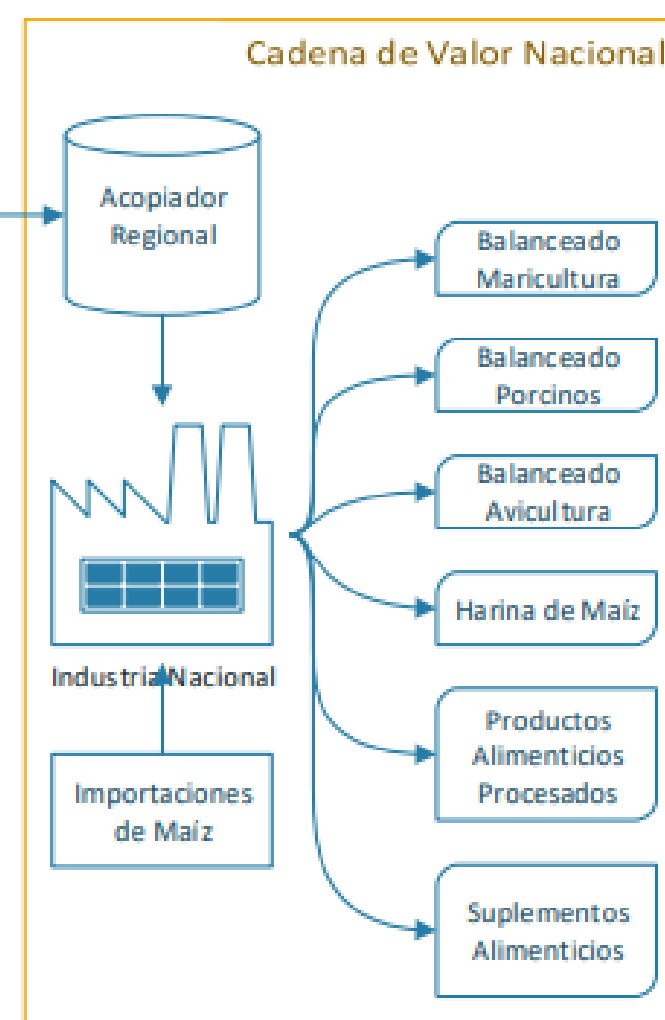 Cadena de Valor Nacional
Acopiador
Regional
Balanceado
Maricultura
Balanceado
Porcinos
Balanceado
Avicultura
Harina de Maíz
Industria Nacional
Productos
Alimenticios
Procesados
Importaciones
de Maíz
Suplementos
Alimenticios